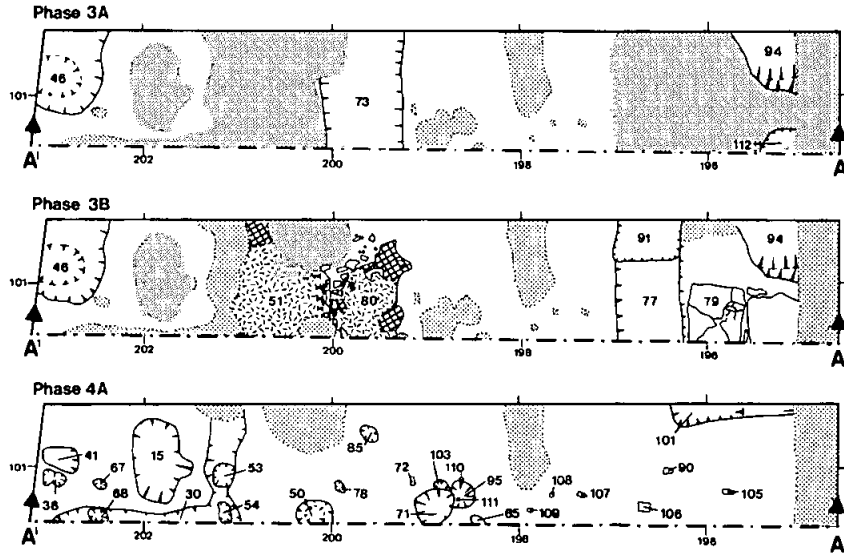 Phase 3A
46 73 94
101
112
A' A
202 200 198 196
Phase 3B
46 51 80 91 94
101 77 79
A' A
202 200 198 196
Phase 4A
101
85
41 15 53 103 110
101 67 72 95 90
36 68 30 54 50 78 71 111 65 108 107 109 106 105
A' A
202 200 198 196